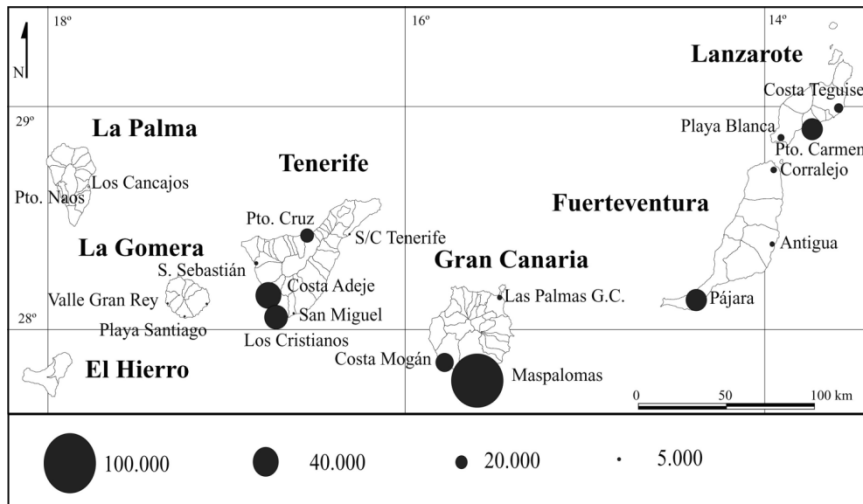 18º
16º
14º
N
Lanzarote
Costa Teguise
29º
La Palma
Playa Blanca
Pto. Carmen
Tenerife
Corralejo
Los Cancajos
Pto. Naos
Fuerteventura
Pto. Cruz
S/C Tenerife
La Gomera
Gran Canaria
Antigua
S. Sebastián
Costa Adeje
Valle Gran Rey
Las Palmas G.C.
Pájara
San Miguel
Playa Santiago
28º
Los Cristianos
Costa Mogán
El Hierro
Maspalomas
0 50 100 km
100.000 40.000 20.000 5.000